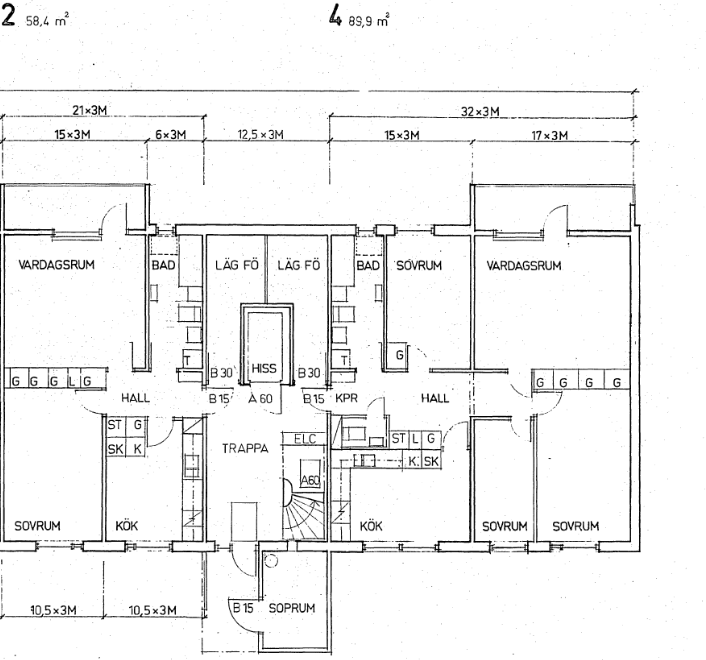 2 58,4 m²
4 89,9 m²
21×3M
32×3M
15×3M
6×3M
12,5×3M
15×3M
17×3M
VARDAGSRUM
BAD
LÄG FÖ
LÄG FÖ
BAD
SOVRUM
VARDAGSRUM
T
HISS
T
G
G G G L G
B 30
B 30
G G G G
HALL
B 15
A 60
B 15
KPR
HALL
ST G
SK K
TRAPPA
ELC
ST L G
K SK
A60
SOVRUM
KÖK
KÖK
SOVRUM
SOVRUM
10,5×3M
10,5×3M
B 15
SOPRUM